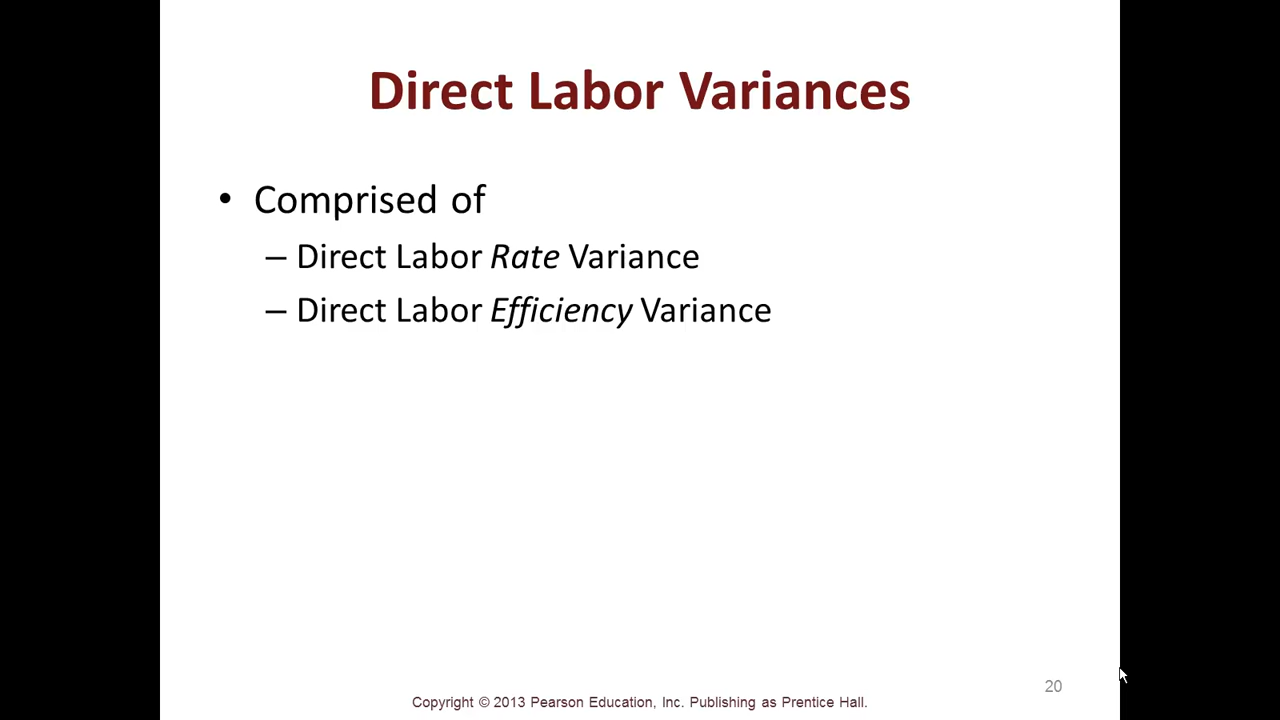 Direct Labor Variances
• Comprised of
– Direct Labor Rate Variance
– Direct Labor Efficiency Variance
20
Copyright © 2013 Pearson Education, Inc. Publishing as Prentice Hall.